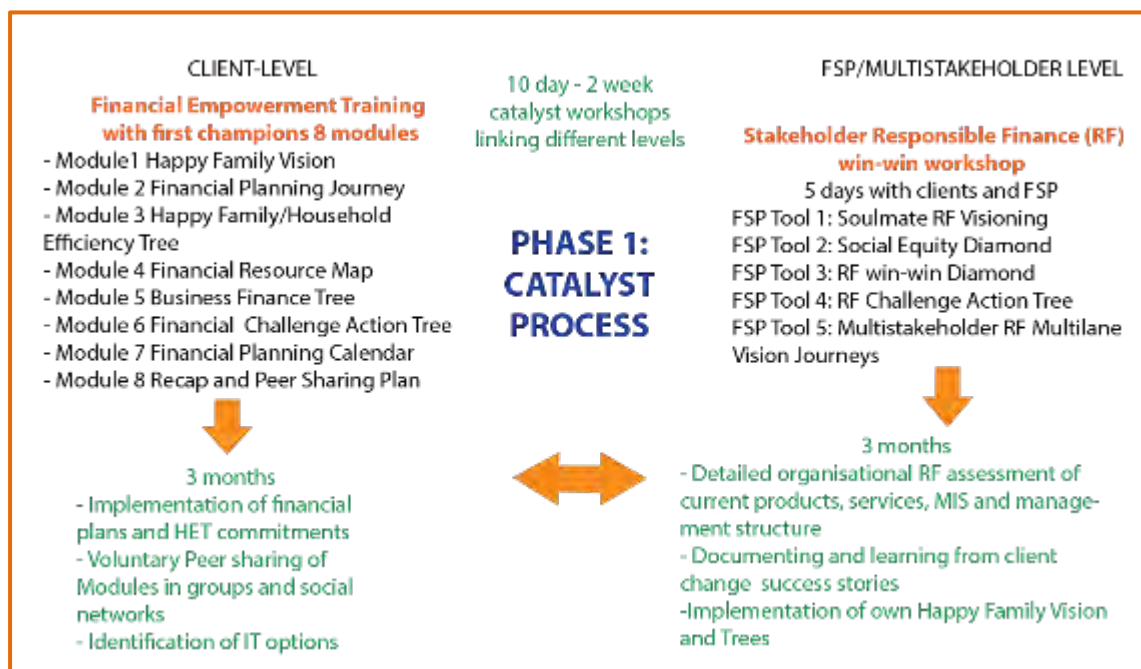 CLIENT-LEVEL
Financial Empowerment Training
with first champions 8 modules
- Module1 Happy Family Vision
- Module 2 Financial Planning Journey
- Module 3 Happy Family/Household
Efficiency Tree
- Module 4 Financial Resource Map
- Module 5 Business Finance Tree
- Module 6 Financial Challenge Action Tree
- Module 7 Financial Planning Calendar
- Module 8 Recap and Peer Sharing Plan
3 months
- Implementation of financial
plans and HET commitments
- Voluntary Peer sharing of
Modules in groups and social
networks
- Identification of IT options
10 day - 2 week
catalyst workshops
linking different levels
PHASE 1:
CATALYST
PROCESS
FSP/MULTISTAKEHOLDER LEVEL
Stakeholder Responsible Finance (RF)
win-win workshop
5 days with clients and FSP
FSP Tool 1: Soulmate RF Visioning
FSP Tool 2: Social Equity Diamond
FSP Tool 3: RF win-win Diamond
FSP Tool 4: RF Challenge Action Tree
FSP Tool 5: Multistakeholder RF Multilane
Vision Journeys
3 months
- Detailed organisational RF assessment of
current products, services, MIS and manage-
ment structure
- Documenting and learning from client
change success stories
-Implementation of own Happy Family Vision
and Trees